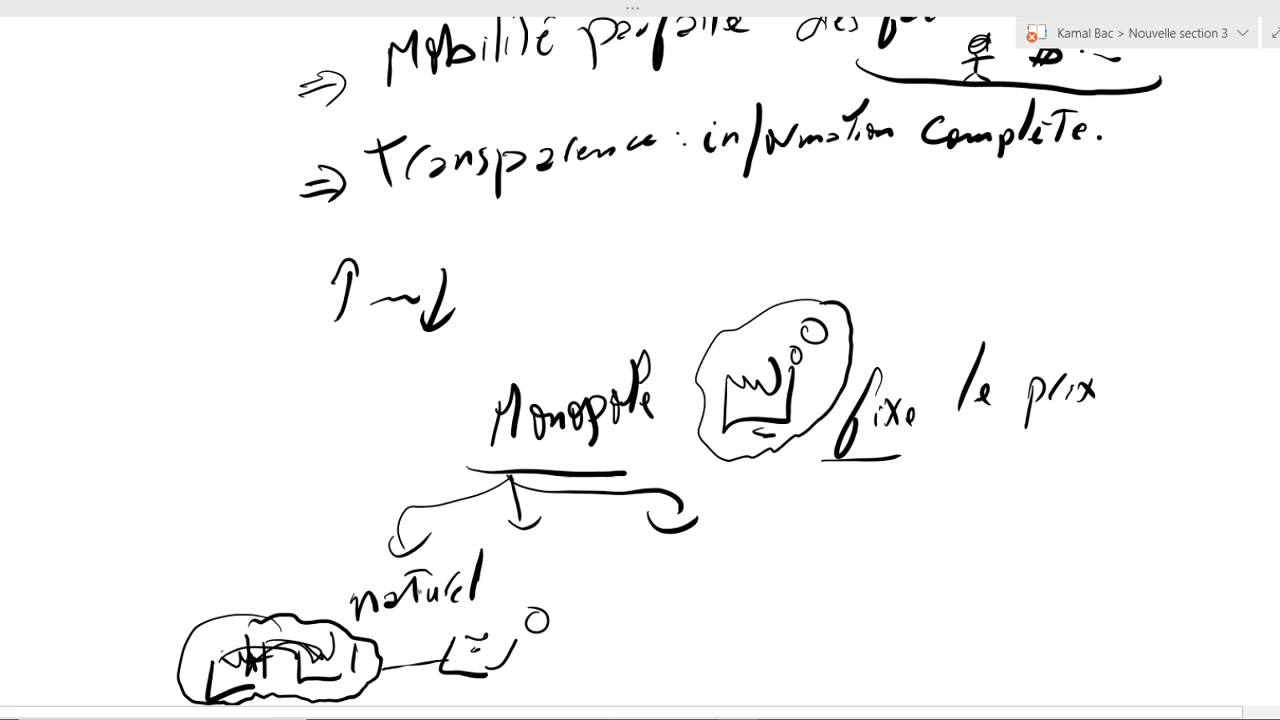 Kamal Bac > Nouvelle section 3
⇒ Mobilité parfaite des
⇒ Transparence : information complète.
Monopole fixe le prix
naturel